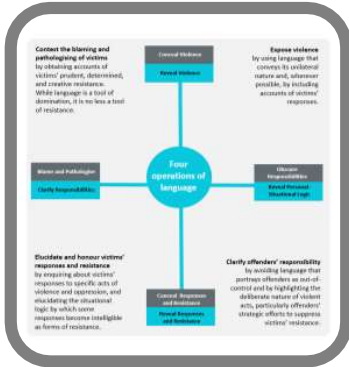 Contest the blaming and
pathologising of victims
by obtaining accounts of
victims' prudent, determined,
and creative resistance.
While language is a tool of
domination, it is no less a tool
of resistance.
Conceal Violence
Reveal Violence
Expose violence
by using language that
conveys its unilateral
nature and, whenever
possible, by including
accounts of victims'
responses.
Blame and Pathologise
Clarify Responsibilities
Four
operations of
language
Obscure
Responsibilities
Reveal Personal
Situational Logic
Elucidate and honour victims'
responses and resistance
by enquiring about victims'
responses to specific acts of
violence and oppression, and
elucidating the situational
logic by which some
responses become intelligible
as forms of resistance.
Conceal Responses
and Resistance
Reveal Responses
and Resistance
Clarify offenders' responsibility
by avoiding language that
portrays offenders as out-of-
control and by highlighting the
deliberate nature of violent
acts, particularly offenders'
strategic efforts to suppress
victims' resistance.